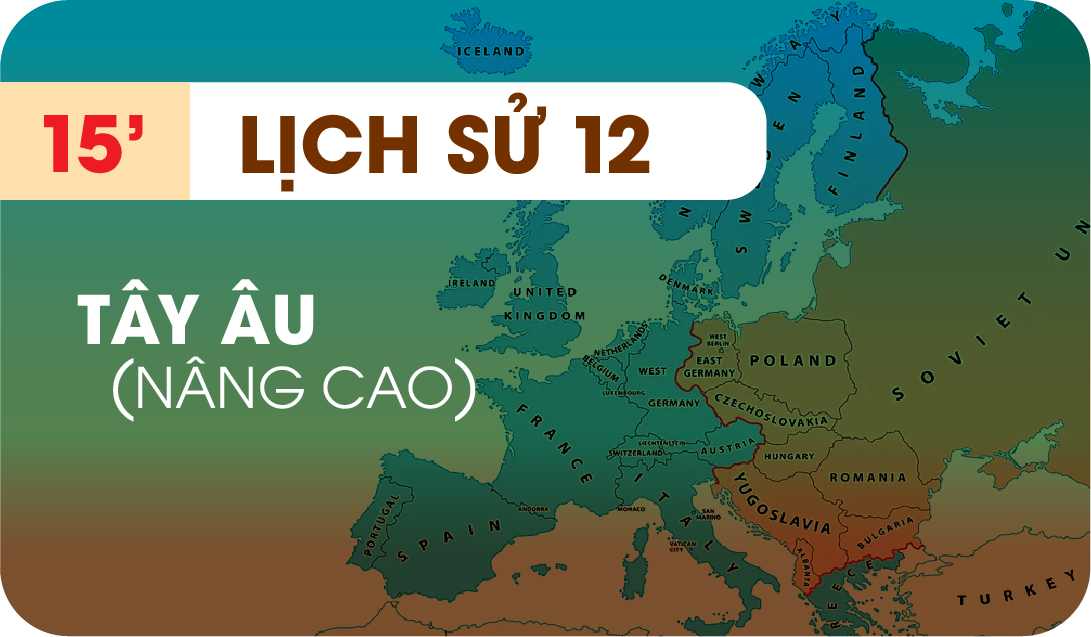 ICELAND
NORWAY
SWEDEN
FINLAND
15’
LỊCH SỬ 12
TÂY ÂU
(NÂNG CAO)
IRELAND
UNITED
KINGDOM
DENMARK
NETHERLANDS
BELGIUM
LUXEMBOURG
WEST
GERMANY
WEST
BERLIN
EAST
GERMANY
POLAND
SOVIET UN
CZECHOSLOVAKIA
FRANCE
LIECHTENSTEIN
SWITZERLAND
AUSTRIA
HUNGARY
ROMANIA
YUGOSLAVIA
BULGARIA
ITALY
PORTUGAL
SPAIN
ANDORRA
MONACO
SAN
MARINO
VATICAN
CITY
ALBANIA
REECE
TURKEY